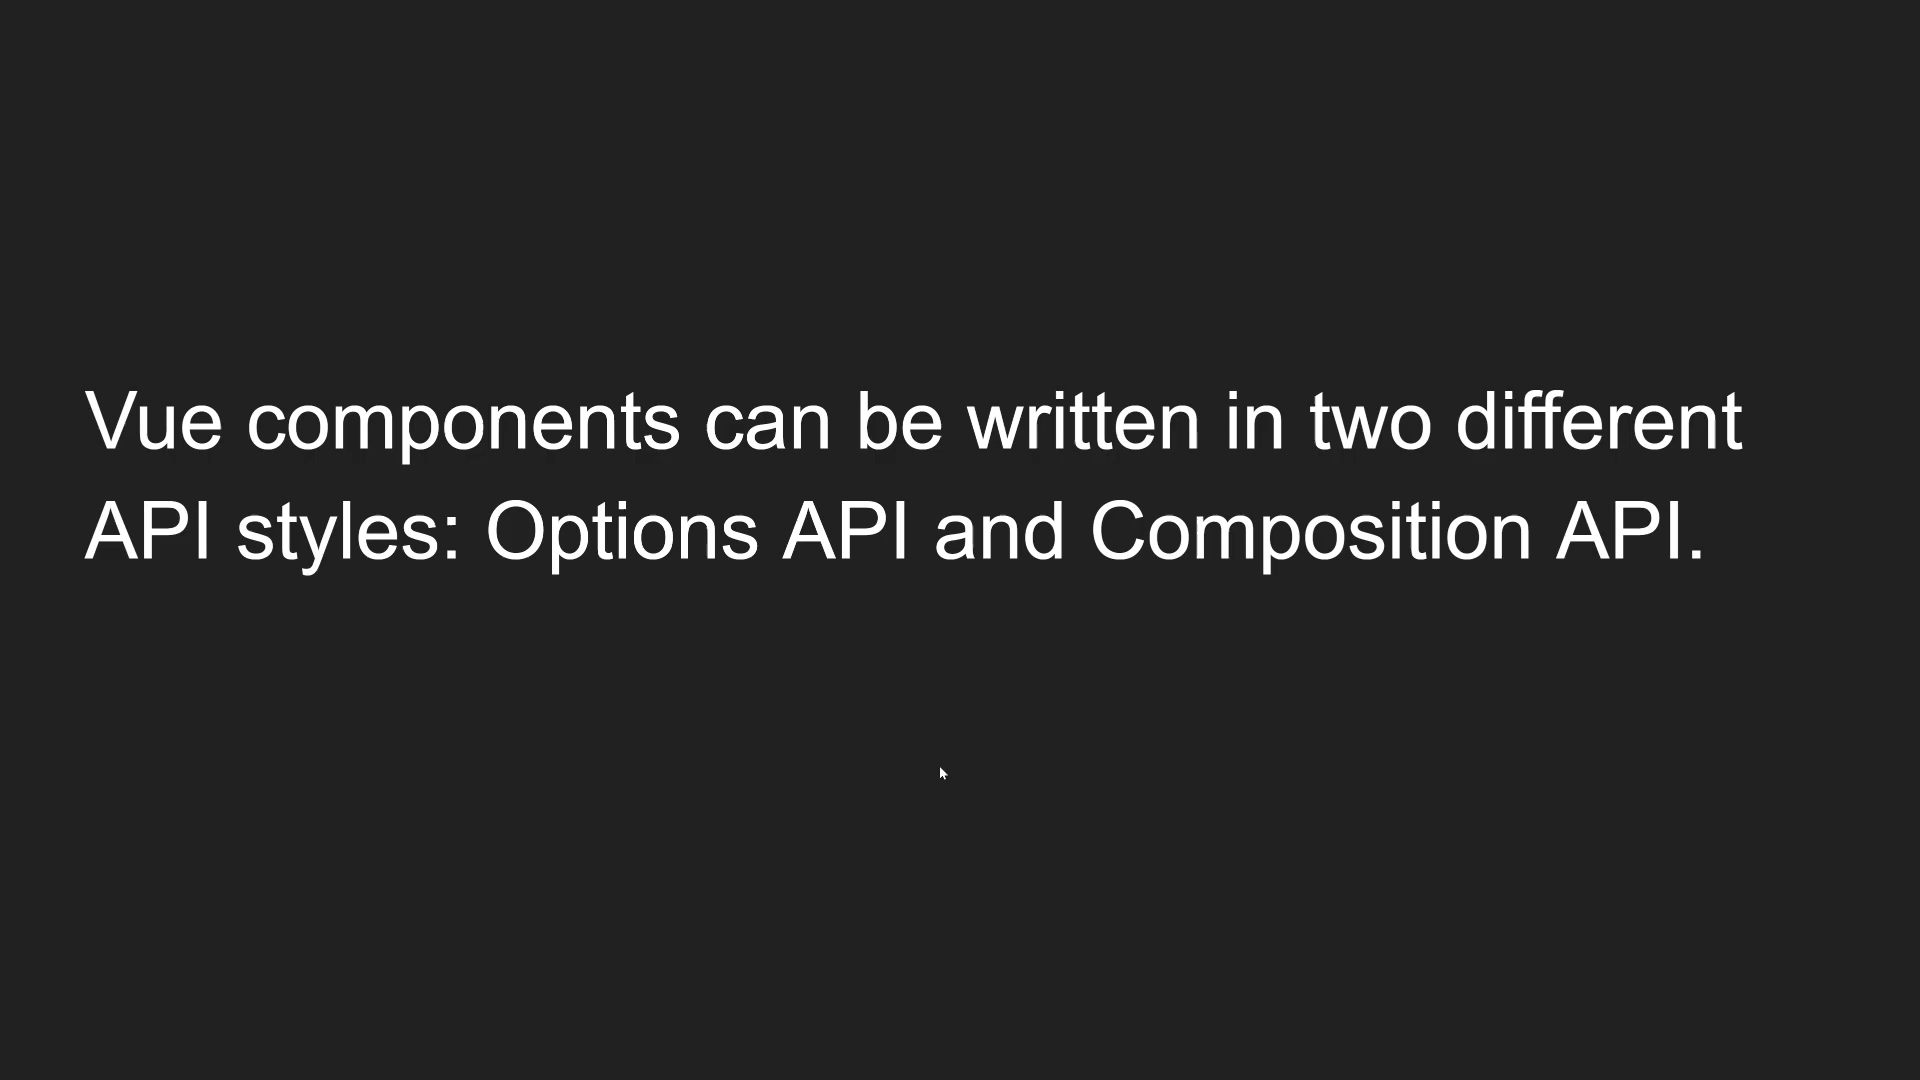 Vue components can be written in two different
API styles: Options API and Composition API.